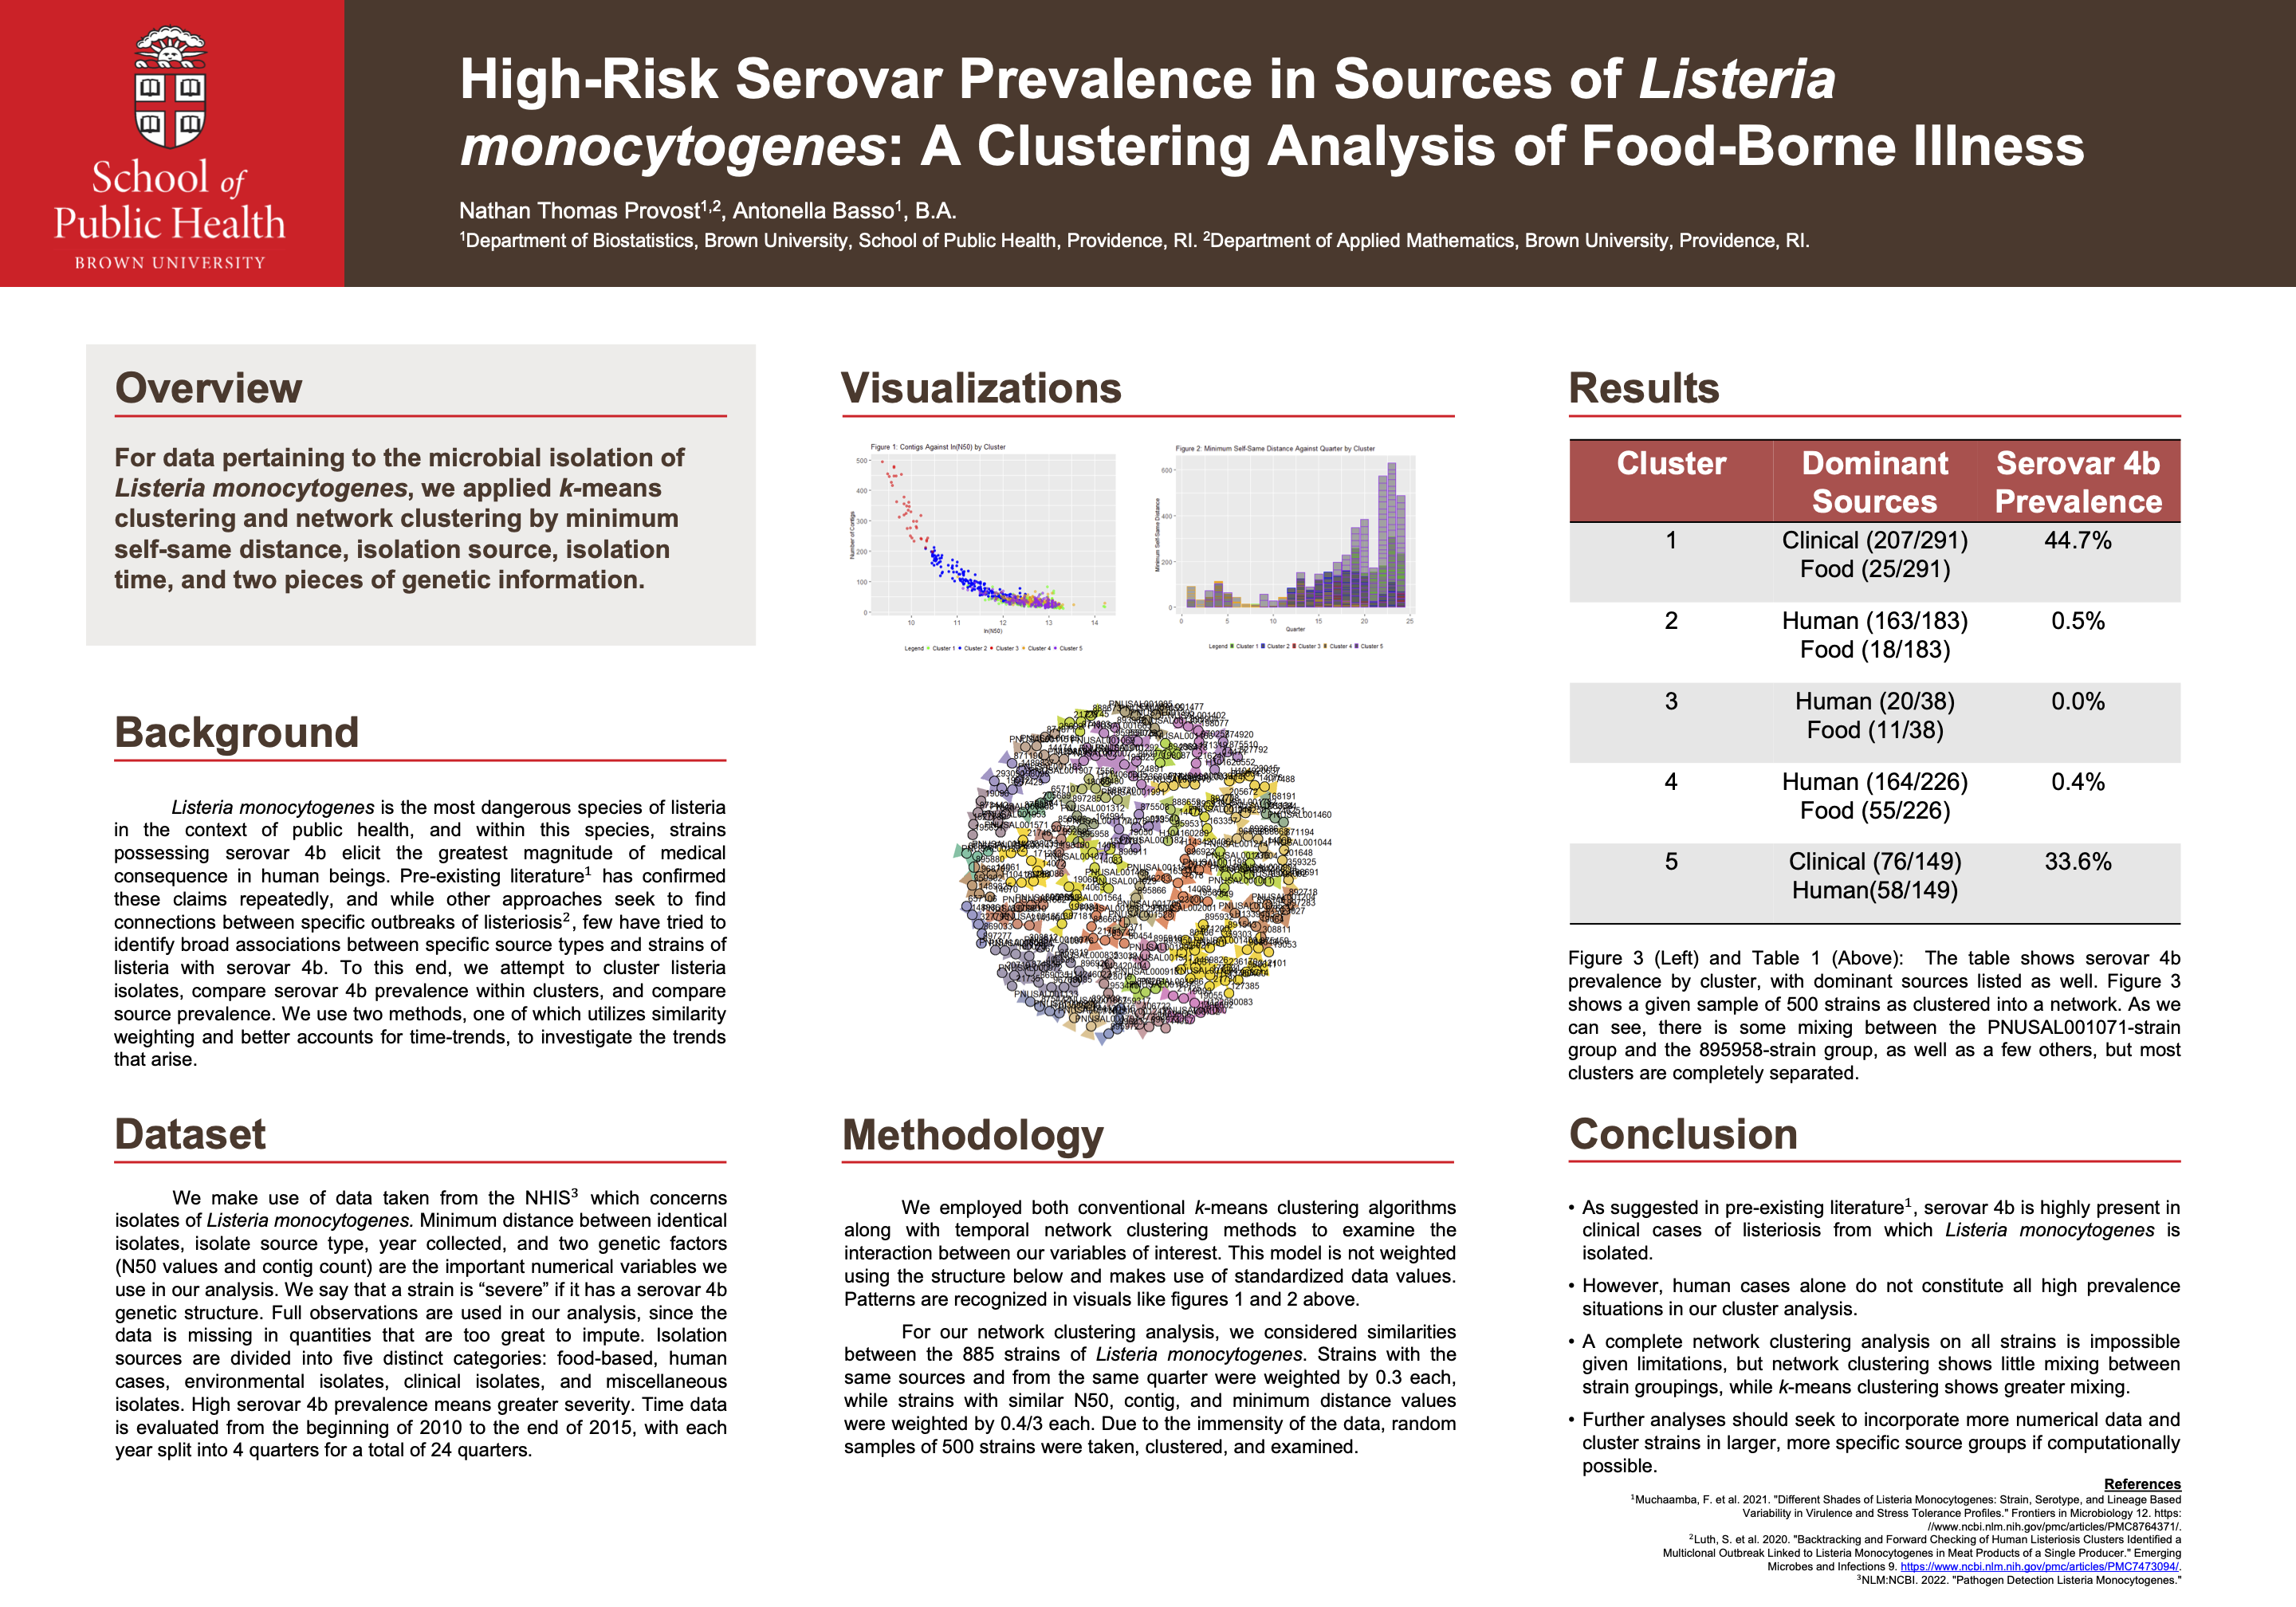 School of
Public Health
BROWN UNIVERSITY
High-Risk Serovar Prevalence in Sources of Listeria
monocytogenes: A Clustering Analysis of Food-Borne Illness
Nathan Thomas Provost1,2, Antonella Basso1, B.A.
1Department of Biostatistics, Brown University, School of Public Health, Providence, RI. 2Department of Applied Mathematics, Brown University, Providence, RI.
Overview
For data pertaining to the microbial isolation of
Listeria monocytogenes, we applied k-means
clustering and network clustering by minimum
self-same distance, isolation source, isolation
time, and two pieces of genetic information.
Background
Listeria monocytogenes is the most dangerous species of listeria
in the context of public health, and within this species, strains
possessing serovar 4b elicit the greatest magnitude of medical
consequence in human beings. Pre-existing literature1 has confirmed
these claims repeatedly, and while other approaches seek to find
connections between specific outbreaks of listeriosis2, few have tried to
identify broad associations between specific source types and strains of
listeria with serovar 4b. To this end, we attempt to cluster listeria
isolates, compare serovar 4b prevalence within clusters, and compare
source prevalence. We use two methods, one of which utilizes similarity
weighting and better accounts for time-trends, to investigate the trends
that arise.
Dataset
We make use of data taken from the NHIS3 which concerns
isolates of Listeria monocytogenes. Minimum distance between identical
isolates, isolate source type, year collected, and two genetic factors
(N50 values and contig count) are the important numerical variables we
use in our analysis. We say that a strain is “severe” if it has a serovar 4b
genetic structure. Full observations are used in our analysis, since the
data is missing in quantities that are too great to impute. Isolation
sources are divided into five distinct categories: food-based, human
cases, environmental isolates, clinical isolates, and miscellaneous
isolates. High serovar 4b prevalence means greater severity. Time data
is evaluated from the beginning of 2010 to the end of 2015, with each
year split into 4 quarters for a total of 24 quarters.
Visualizations
Figure 1: Contigs Against ln(N50) by Cluster
Number of Contigs
500
400
300
200
100
0
10 11 12 13 14
ln(N50)
Legend Cluster 1 Cluster 2 Cluster 3 Cluster 4 Cluster 5
Figure 2: Minimum Self-Same Distance Against Quarter by Cluster
Minimum Self-Same Distance
600
400
200
0
0 5 10 15 20 25
Quarter
Legend Cluster 1 Cluster 2 Cluster 3 Cluster 4 Cluster 5
Methodology
We employed both conventional k-means clustering algorithms
along with temporal network clustering methods to examine the
interaction between our variables of interest. This model is not weighted
using the structure below and makes use of standardized data values.
Patterns are recognized in visuals like figures 1 and 2 above.
For our network clustering analysis, we considered similarities
between the 885 strains of Listeria monocytogenes. Strains with the
same sources and from the same quarter were weighted by 0.3 each,
while strains with similar N50, contig, and minimum distance values
were weighted by 0.4/3 each. Due to the immensity of the data, random
samples of 500 strains were taken, clustered, and examined.
Results
Cluster Dominant Sources Serovar 4b Prevalence
1 Clinical (207/291) 44.7%
Food (25/291)
2 Human (163/183) 0.5%
Food (18/183)
3 Human (20/38) 0.0%
Food (11/38)
4 Human (164/226) 0.4%
Food (55/226)
5 Clinical (76/149) 33.6%
Human(58/149)
Figure 3 (Left) and Table 1 (Above): The table shows serovar 4b
prevalence by cluster, with dominant sources listed as well. Figure 3
shows a given sample of 500 strains as clustered into a network. As we
can see, there is some mixing between the PNUSAL001071-strain
group and the 895958-strain group, as well as a few others, but most
clusters are completely separated.
Conclusion
• As suggested in pre-existing literature1, serovar 4b is highly present in
clinical cases of listeriosis from which Listeria monocytogenes is
isolated.
• However, human cases alone do not constitute all high prevalence
situations in our cluster analysis.
• A complete network clustering analysis on all strains is impossible
given limitations, but network clustering shows little mixing between
strain groupings, while k-means clustering shows greater mixing.
• Further analyses should seek to incorporate more numerical data and
cluster strains in larger, more specific source groups if computationally
possible.
References
1Muchaamba, F. et al. 2021. "Different Shades of Listeria Monocytogenes: Strain, Serotype, and Lineage Based
Variability in Virulence and Stress Tolerance Profiles." Frontiers in Microbiology 12. https:
//www.ncbi.nlm.nih.gov/pmc/articles/PMC8764371/.
2Luth, S. et al. 2020. "Backtracking and Forward Checking of Human Listeriosis Clusters Identified a
Multiclonal Outbreak Linked to Listeria Monocytogenes in Meat Products of a Single Producer." Emerging
Microbes and Infections 9. https://www.ncbi.nlm.nih.gov/pmc/articles/PMC7473094/.
3NLM:NCBI. 2022. "Pathogen Detection Listeria Monocytogenes."